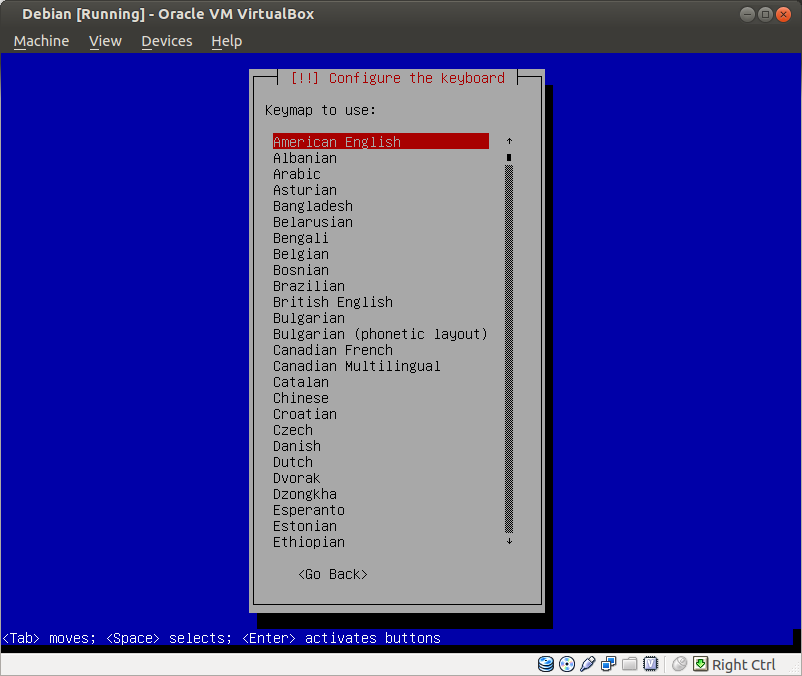 Debian [Running] - Oracle VM VirtualBox
Machine View Devices Help
[!!] Configure the keyboard
Keymap to use:
American English
Albanian
Arabic
Asturian
Bangladesh
Belarusian
Bengali
Belgian
Bosnian
Brazilian
British English
Bulgarian
Bulgarian (phonetic layout)
Canadian French
Canadian Multilingual
Catalan
Chinese
Croatian
Czech
Danish
Dutch
Dvorak
Dzongkha
Esperanto
Estonian
Ethiopian
<Go Back>
<Tab> moves; <Space> selects; <Enter> activates buttons
Right Ctrl